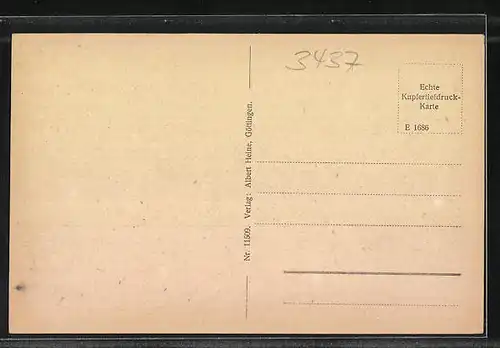 3437
Echte
Kupfertiefdruck-
Karte
E 1686
Nr. 11509. Verlag: Albert Heine, Göttingen.